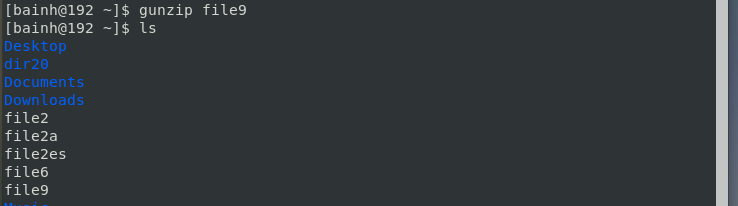 [bainh@192 ~]$ gunzip file9
[bainh@192 ~]$ ls
Desktop
dir20
Documents
Downloads
file2
file2a
file2es
file6
file9